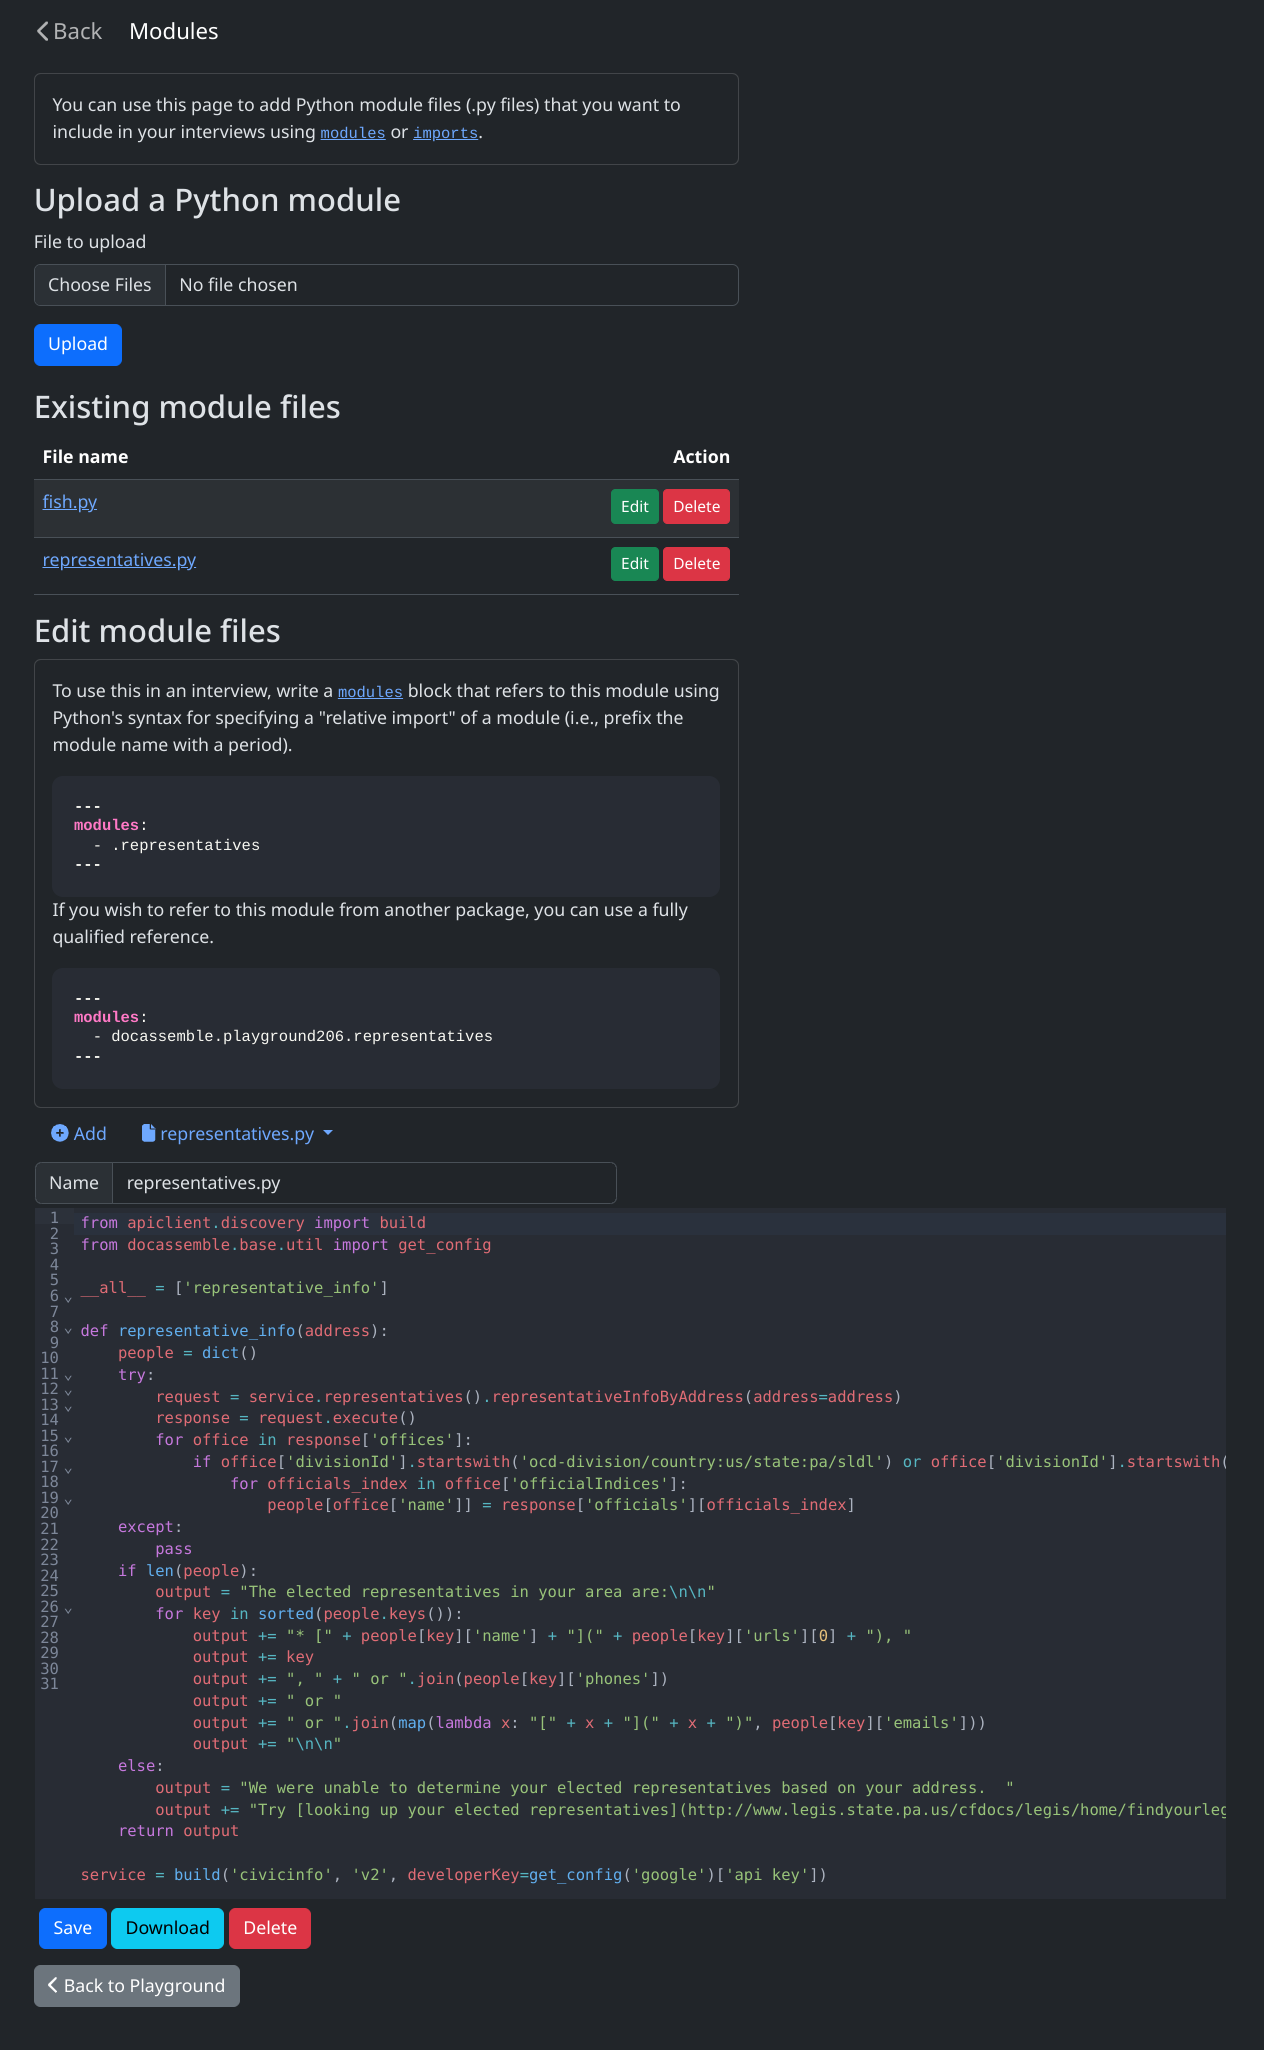 Back Modules
You can use this page to add Python module files (.py files) that you want to
include in your interviews using modules or imports.
Upload a Python module
File to upload
Choose Files No file chosen
Upload
Existing module files
File name Action
fish.py Edit Delete
representatives.py Edit Delete
Edit module files
To use this in an interview, write a modules block that refers to this module using
Python's syntax for specifying a "relative import" of a module (i.e., prefix the
module name with a period).
---
modules:
  - .representatives
---
If you wish to refer to this module from another package, you can use a fully
qualified reference.
---
modules:
  - docassemble.playground206.representatives
---
Add representatives.py
Name representatives.py
1
2
3
4
5
6
7
8
9
10
11
12
13
14
15
16
17
18
19
20
21
22
23
24
25
26
27
28
29
30
31
from apiclient.discovery import build
from docassemble.base.util import get_config

__all__ = ['representative_info']

def representative_info(address):
    people = dict()
    try:
        request = service.representatives().representativeInfoByAddress(address=address)
        response = request.execute()
        for office in response['offices']:
            if office['divisionId'].startswith('ocd-division/country:us/state:pa/sldl') or office['divisionId'].startswith(
                for officials_index in office['officialIndices']:
                    people[office['name']] = response['officials'][officials_index]
    except:
        pass
    if len(people):
        output = "The elected representatives in your area are:\n\n"
        for key in sorted(people.keys()):
            output += "* [" + people[key]['name'] + "](" + people[key]['urls'][0] + "), "
            output += key
            output += ", " + " or ".join(people[key]['phones'])
            output += " or "
            output += " or ".join(map(lambda x: "[" + x + "](" + x + ")", people[key]['emails']))
            output += "\n\n"
    else:
        output = "We were unable to determine your elected representatives based on your address.  "
        output += "Try [looking up your elected representatives](http://www.legis.state.pa.us/cfdocs/legis/home/findyourleg
    return output

service = build('civicinfo', 'v2', developerKey=get_config('google')['api key'])
Save Download Delete
Back to Playground